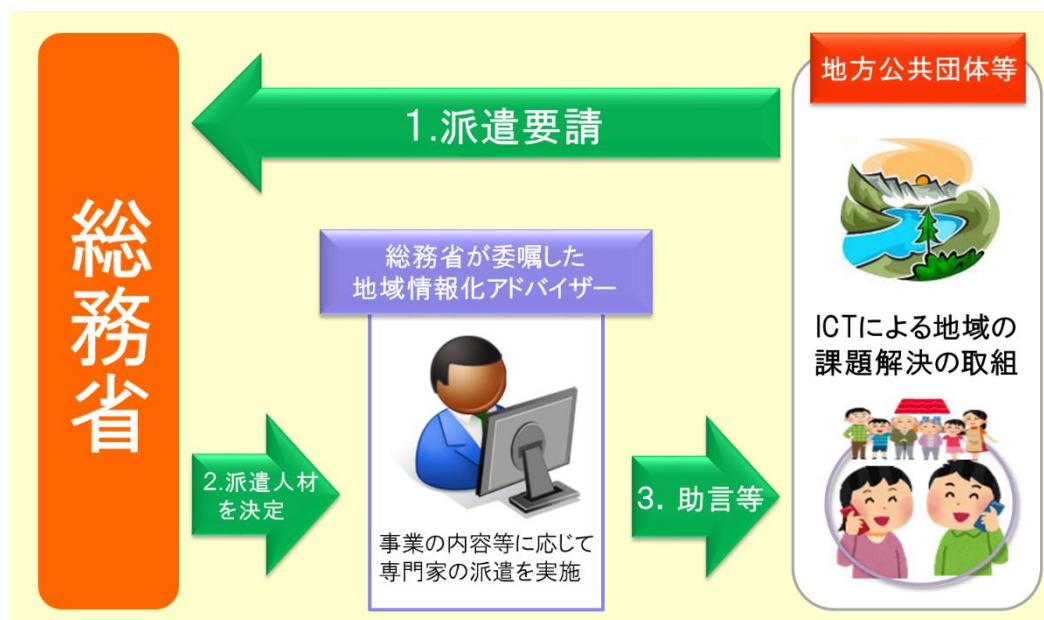 総務省
地方公共団体等
1.派遣要請
総務省が委嘱した
地域情報化アドバイザー
ICTによる地域の
課題解決の取組
2.派遣人材
を決定
3. 助言等
事業の内容等に応じて
専門家の派遣を実施